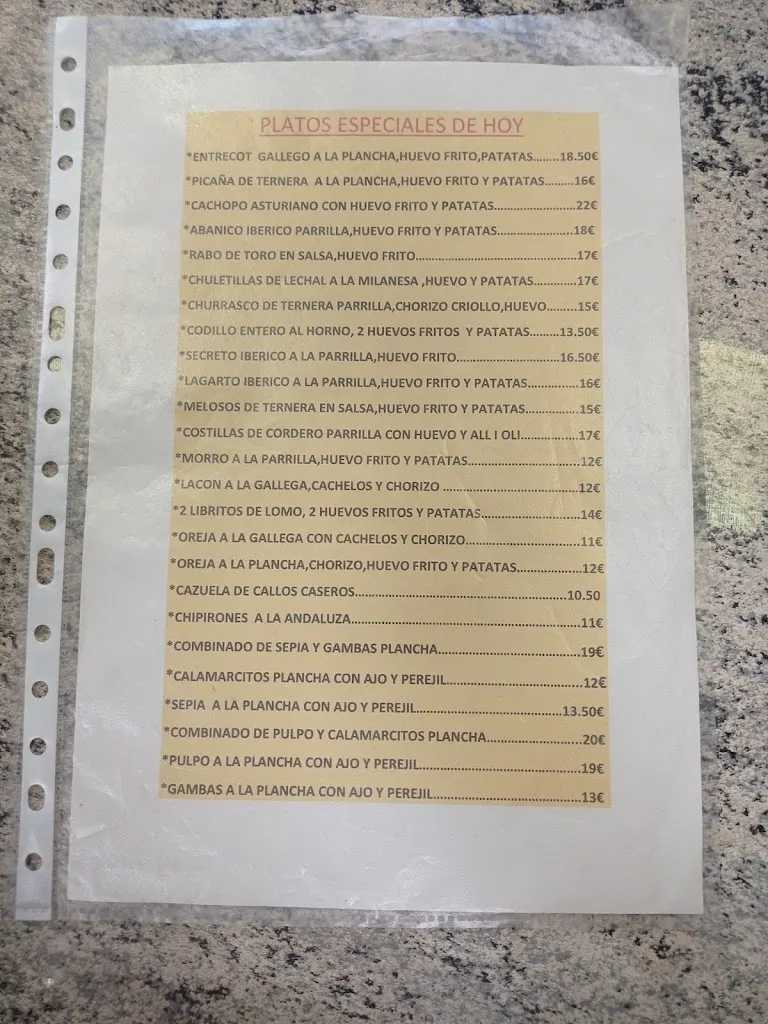 PLATOS ESPECIALES DE HOY
*ENTRECOT GALLEGO A LA PLANCHA,HUEVO FRITO,PATATAS........18.50€
*PICAÑA DE TERNERA A LA PLANCHA,HUEVO FRITO Y PATATAS.........16€
*CACHOPO ASTURIANO CON HUEVO FRITO Y PATATAS.........................22€
*ABANICO IBERICO PARRILLA,HUEVO FRITO Y PATATAS........................18€
*RABO DE TORO EN SALSA,HUEVO FRITO.................................................17€
*CHULETILLAS DE LECHAL A LA MILANESA ,HUEVO Y PATATAS.............17€
*CHURRASCO DE TERNERA PARRILLA,CHORIZO CRIOLLO,HUEVO.........15€
*CODILLO ENTERO AL HORNO, 2 HUEVOS FRITOS Y PATATAS.........13.50€
*SECRETO IBERICO A LA PARRILLA,HUEVO FRITO...............................16.50€
*LAGARTO IBERICO A LA PARRILLA,HUEVO FRITO Y PATATAS...............16€
*MELOSOS DE TERNERA EN SALSA,HUEVO FRITO Y PATATAS................15€
*COSTILLAS DE CORDERO PARRILLA CON HUEVO Y ALL I OLI.................17€
*MORRO A LA PARRILLA,HUEVO FRITO Y PATATAS.................................12€
*LACON A LA GALLEGA,CACHELOS Y CHORIZO ........................................12€
*2 LIBRITOS DE LOMO, 2 HUEVOS FRITOS Y PATATAS.............................14€
*OREJA A LA GALLEGA CON CACHELOS Y CHORIZO.................................11€
*OREJA A LA PLANCHA,CHORIZO,HUEVO FRITO Y PATATAS....................12€
*CAZUELA DE CALLOS CASEROS..............................................................10.50
*CHIPIRONES A LA ANDALUZA....................................................................11€
*COMBINADO DE SEPIA Y GAMBAS PLANCHA..........................................19€
*CALAMARCITOS PLANCHA CON AJO Y PEREJIL........................................12€
*SEPIA A LA PLANCHA CON AJO Y PEREJIL..........................................13.50€
*COMBINADO DE PULPO Y CALAMARCITOS PLANCHA............................20€
*PULPO A LA PLANCHA CON AJO Y PEREJIL..............................................19€
*GAMBAS A LA PLANCHA CON AJO Y PEREJIL..........................................13€